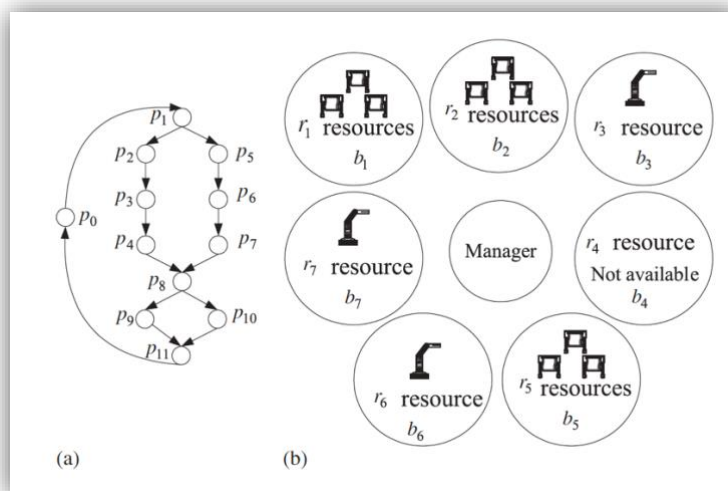 p1
p2
p5
p3
p6
p0
p4
p7
p8
p9
p10
p11
(a)
r1 resources
b1
r2 resources
b2
r3 resource
b3
r7 resource
b7
Manager
r4 resource
Not available
b4
r6 resource
b6
r5 resources
b5
(b)